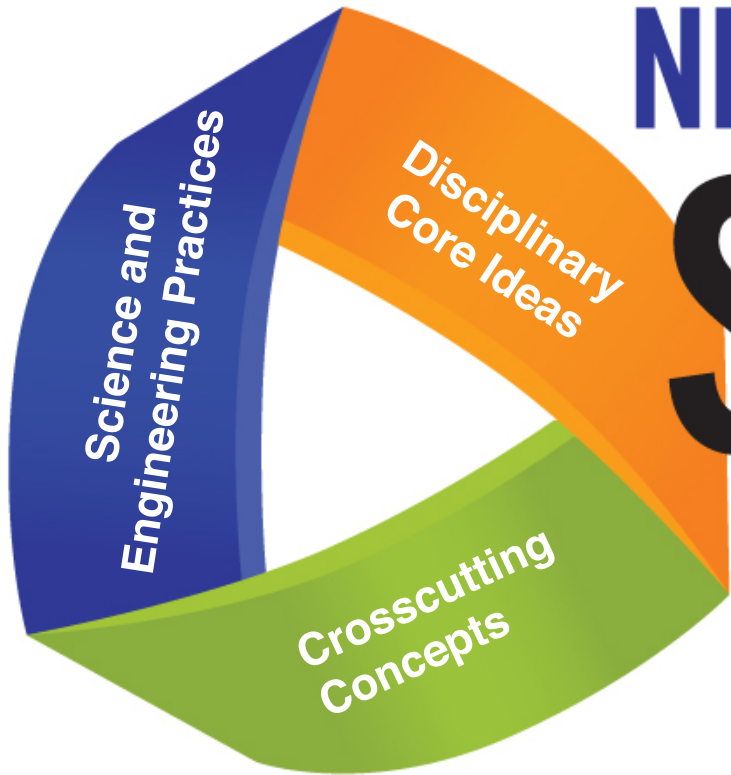 Science and
Engineering Practices
Disciplinary
Core Ideas
Crosscutting
Concepts